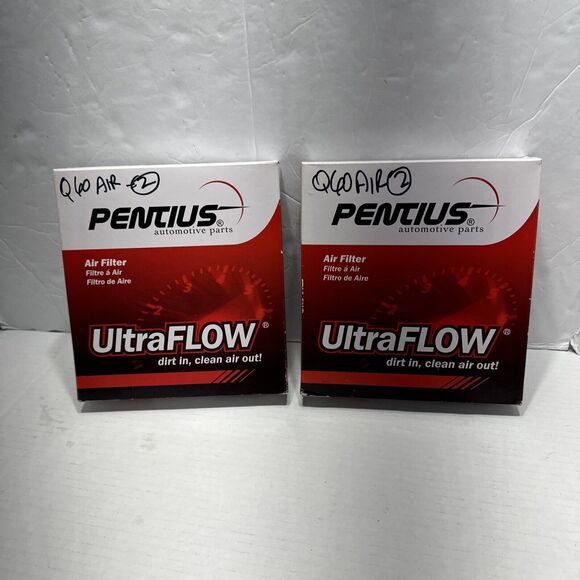 Q60 AIR -②
PENTIUS®
automotive parts
Air Filter
Filtre á Air
Filtro de Aire
UltraFLOW®
dirt in, clean air out!
Q60 AIR ②
PENTIUS®
automotive parts
Air Filter
Filtre á Air
Filtro de Aire
UltraFLOW®
dirt in, clean air out!